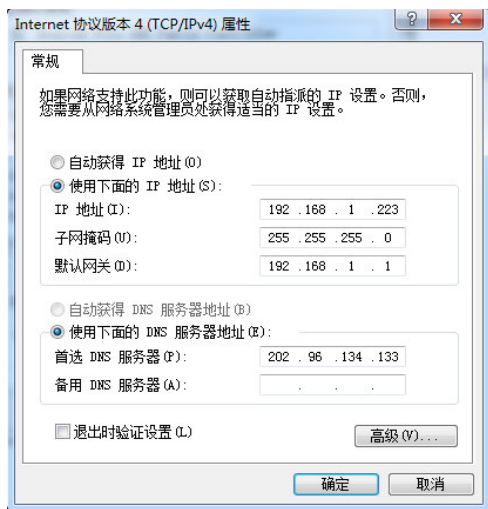 Internet 协议版本 4 (TCP/IPv4) 属性
常规
如果网络支持此功能，则可以获取自动指派的 IP 设置。否则，
您需要从网络系统管理员处获得适当的 IP 设置。
自动获得 IP 地址(O)
使用下面的 IP 地址(S):
IP 地址(I): 192 .168 . 1 .223
子网掩码(U): 255 .255 .255 . 0
默认网关(D): 192 .168 . 1 . 1
自动获得 DNS 服务器地址(B)
使用下面的 DNS 服务器地址(E):
首选 DNS 服务器(P): 202 . 96 .134 .133
备用 DNS 服务器(A): . . .
退出时验证设置(L)
高级(V)...
确定 取消